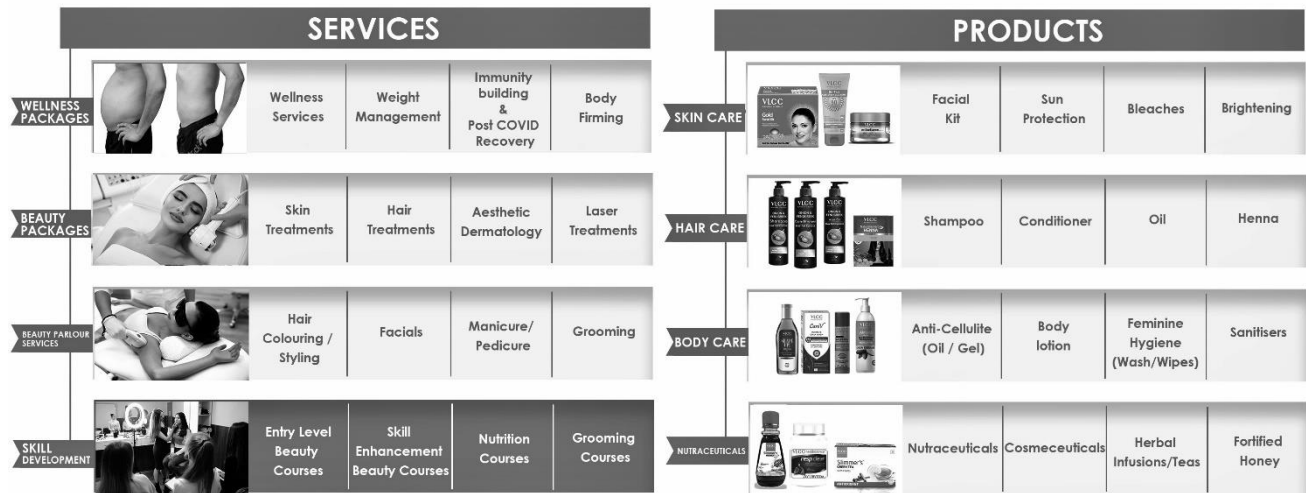 SERVICES
WELLNESS
PACKAGES
Wellness
Services
Weight
Management
Immunity
building
&
Post COVID
Recovery
Body
Firming
BEAUTY
PACKAGES
Skin
Treatments
Hair
Treatments
Aesthetic
Dermatology
Laser
Treatments
BEAUTY PARLOUR
SERVICES
Hair
Colouring /
Styling
Facials
Manicure/
Pedicure
Grooming
SKILL
DEVELOPMENT
Entry Level
Beauty
Courses
Skill
Enhancement
Beauty Courses
Nutrition
Courses
Grooming
Courses
PRODUCTS
SKIN CARE
VLCC
Gold
Facial
Kit
Sun
Protection
Bleaches
Brightening
HAIR CARE
Shampoo
Conditioner
Oil
Henna
BODY CARE
Anti-Cellulite
(Oil / Gel)
Body
lotion
Feminine
Hygiene
(Wash/Wipes)
Sanitisers
NUTRACEUTICALS
Slimmer's
Nutraceuticals
Cosmeceuticals
Herbal
Infusions/Teas
Fortified
Honey